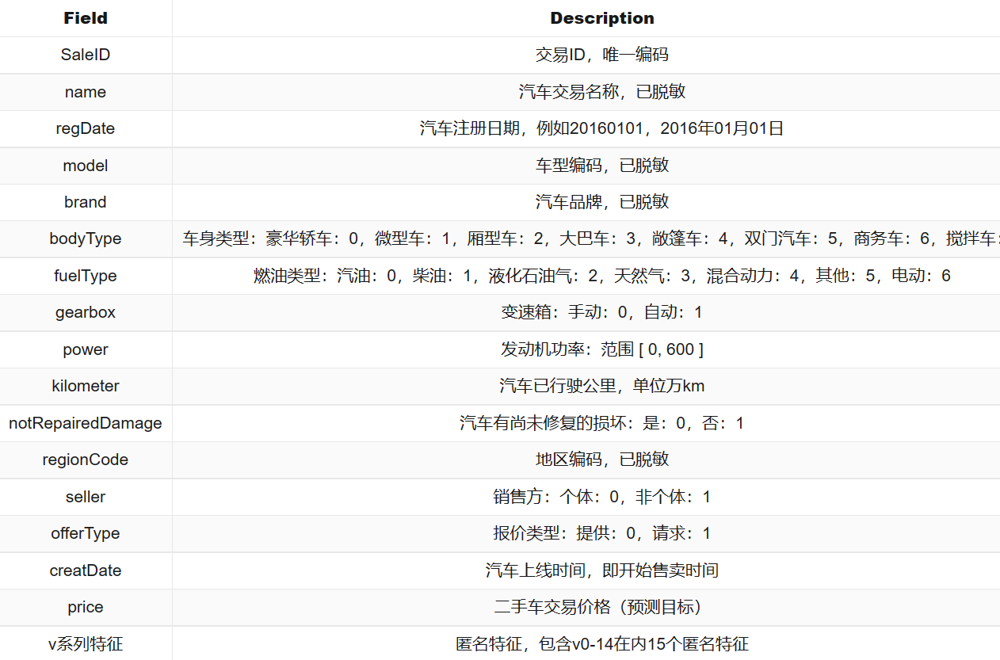 Field Description
SaleID 交易ID，唯一编码
name 汽车交易名称，已脱敏
regDate 汽车注册日期，例如20160101，2016年01月01日
model 车型编码，已脱敏
brand 汽车品牌，已脱敏
bodyType 车身类型：豪华轿车：0，微型车：1，厢型车：2，大巴车：3，敞篷车：4，双门汽车：5，商务车：6，搅拌车：
fuelType 燃油类型：汽油：0，柴油：1，液化石油气：2，天然气：3，混合动力：4，其他：5，电动：6
gearbox 变速箱：手动：0，自动：1
power 发动机功率：范围 [ 0, 600 ]
kilometer 汽车已行驶公里，单位万km
notRepairedDamage 汽车有尚未修复的损坏：是：0，否：1
regionCode 地区编码，已脱敏
seller 销售方：个体：0，非个体：1
offerType 报价类型：提供：0，请求：1
creatDate 汽车上线时间，即开始售卖时间
price 二手车交易价格（预测目标）
v系列特征 匿名特征，包含v0-14在内15个匿名特征